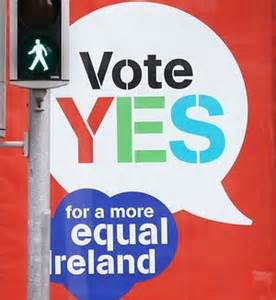 Vote
YES
for a more
equal
Ireland